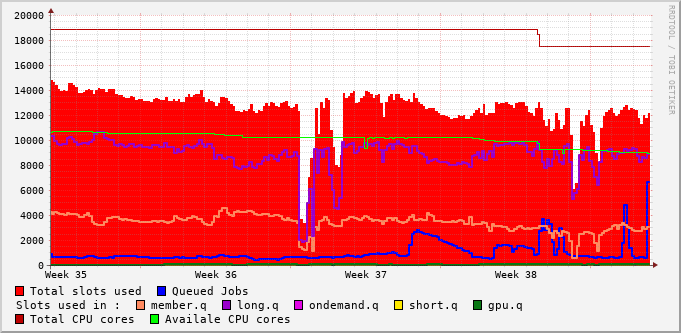 20000
18000
16000
14000
12000
10000
8000
6000
4000
2000
0
Week 35 Week 36 Week 37 Week 38
Total slots used Queued Jobs
Slots used in : member.q long.q ondemand.q short.q gpu.q
Total CPU cores Availale CPU cores
RRDTOOL / TOBI OETIKER